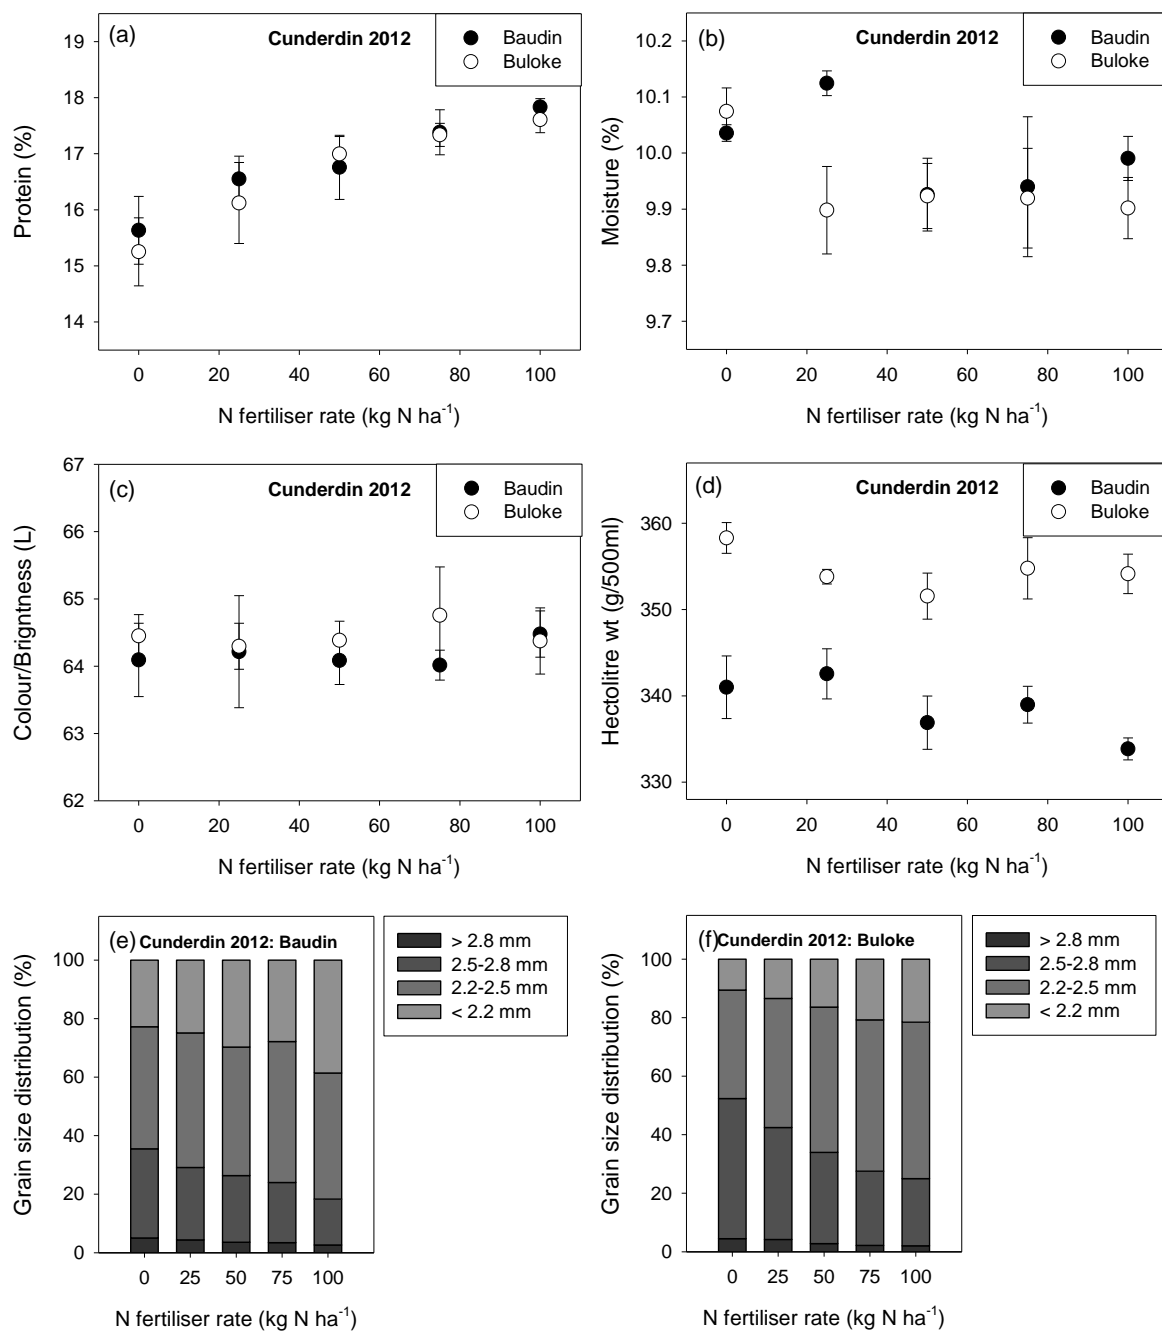 (a)
Cunderdin 2012
Baudin
Buloke
19
18
17
16
15
14
Protein (%)
0 20 40 60 80 100
N fertiliser rate (kg N ha-1)
(b)
Cunderdin 2012
Baudin
Buloke
10.2
10.1
10.0
9.9
9.8
9.7
Moisture (%)
0 20 40 60 80 100
N fertiliser rate (kg N ha-1)
(c)
Cunderdin 2012
Baudin
Buloke
67
66
65
64
63
62
Colour/Brigntness (L)
0 20 40 60 80 100
N fertiliser rate (kg N ha-1)
(d)
Cunderdin 2012
Baudin
Buloke
360
350
340
330
Hectolitre wt (g/500ml)
0 20 40 60 80 100
N fertiliser rate (kg N ha-1)
(e) Cunderdin 2012: Baudin
> 2.8 mm
2.5-2.8 mm
2.2-2.5 mm
< 2.2 mm
100
80
60
40
20
0
Grain size distribution (%)
0 25 50 75 100
N fertiliser rate (kg N ha-1)
(f) Cunderdin 2012: Buloke
> 2.8 mm
2.5-2.8 mm
2.2-2.5 mm
< 2.2 mm
100
80
60
40
20
0
Grain size distribution (%)
0 25 50 75 100
N fertiliser rate (kg N ha-1)